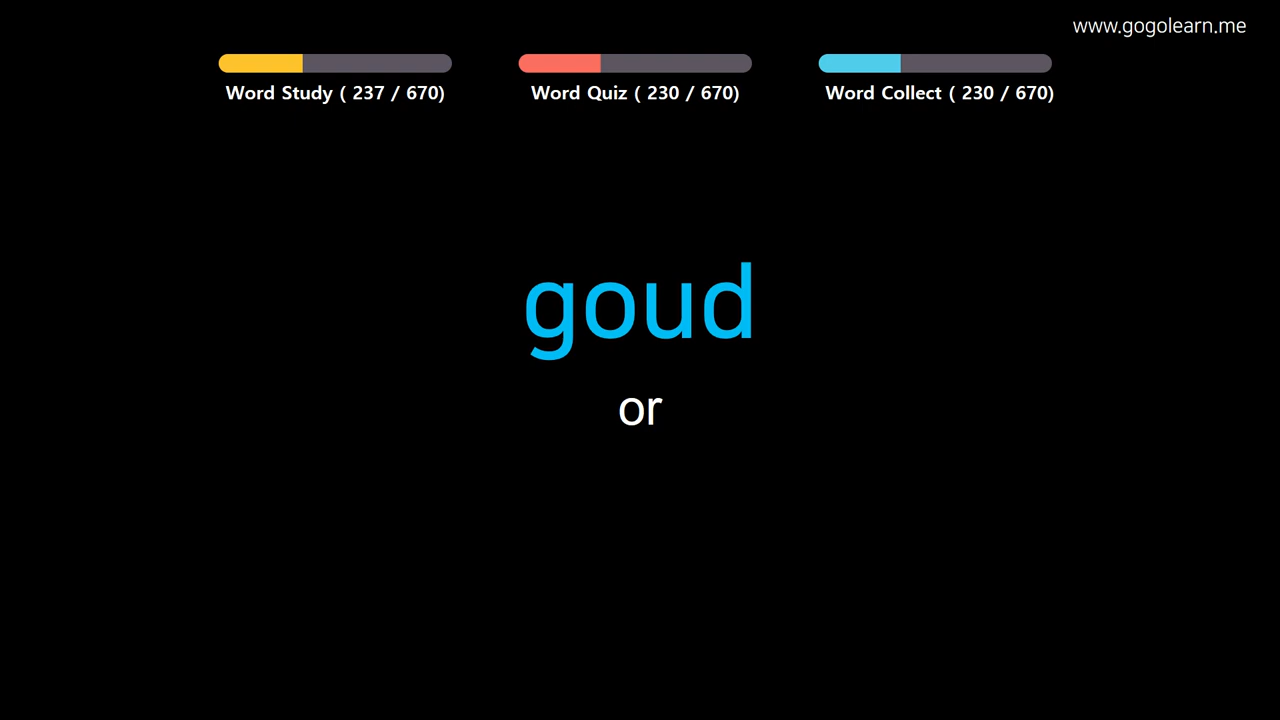 www.gogolearn.me
Word Study ( 237 / 670)
Word Quiz ( 230 / 670)
Word Collect ( 230 / 670)
goud
or